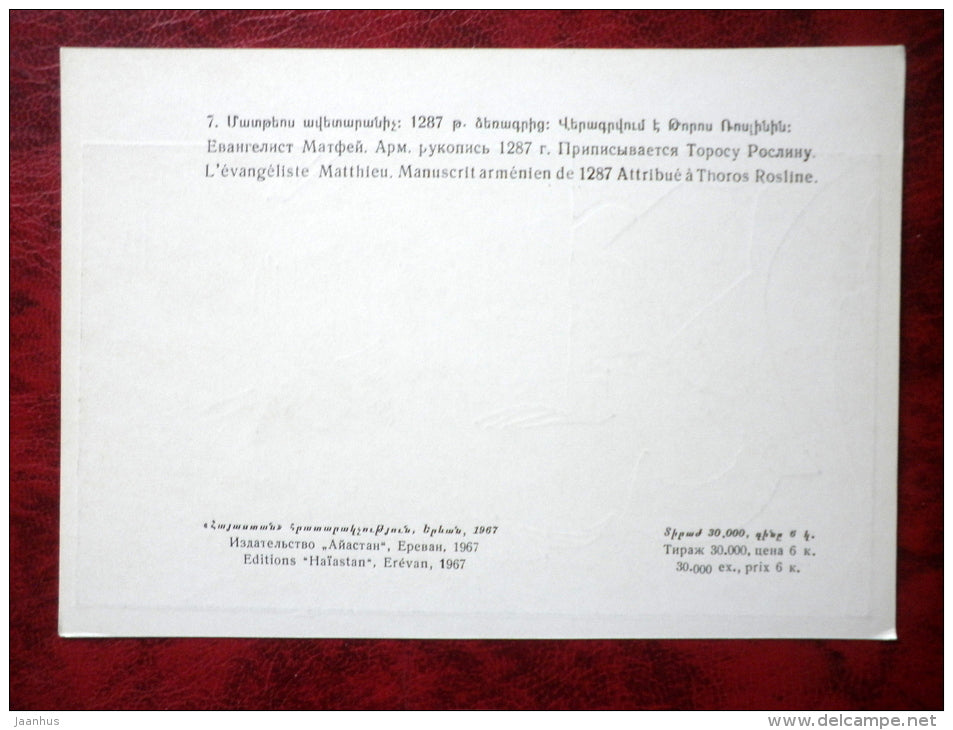 7. Մատթեոս ավետարանիչ: 1287 թ. ձեռագրից: Վերագրվում է Թորոս Ռոսլինին:
Евангелист Матфей. Арм. рукопись 1287 г. Приписывается Торосу Рослину.
L'évangéliste Matthieu. Manuscrit arménien de 1287 Attribué à Thoros Rosline.
«Հայաստան» հրատարակչություն, Երևան, 1967
Издательство „Айастан“, Ереван, 1967
Editions "Haïastan", Erévan, 1967
Տիրաժ 30,000, գինը 6 կ.
Тираж 30.000, цена 6 к.
30.000 ex., prix 6 к.
jaanhus
www.delcampe.net